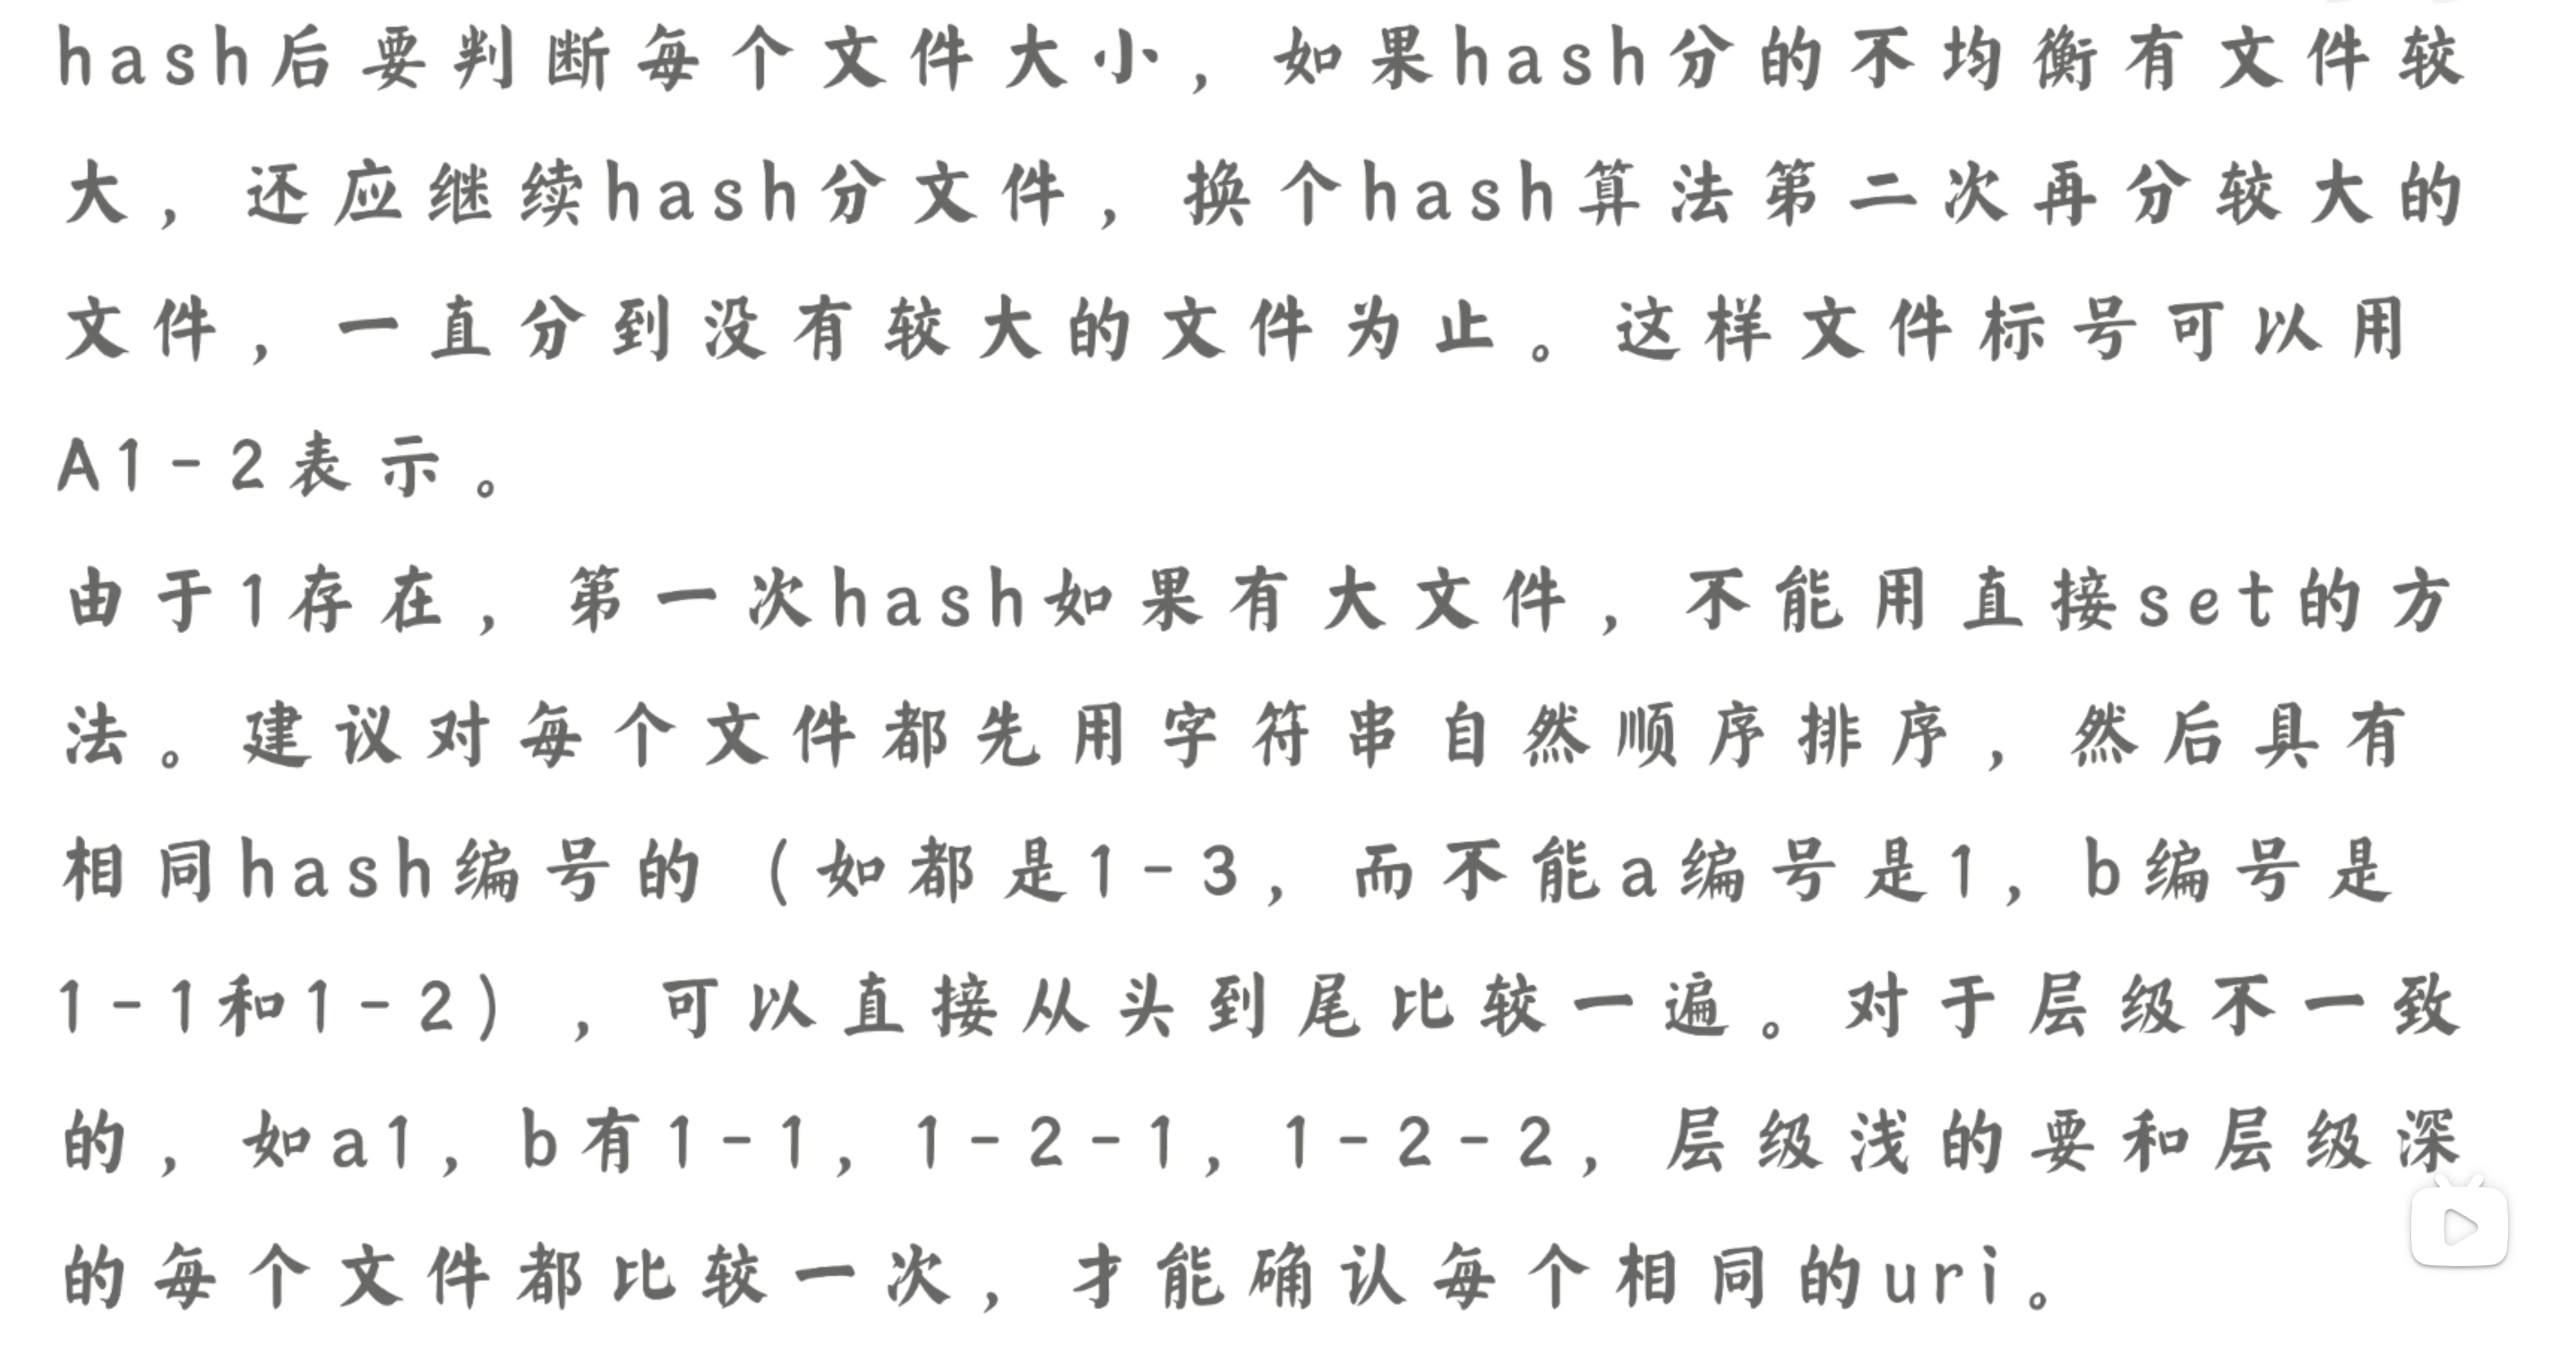 hash后要判断每个文件大小，如果hash分的不均衡有文件较
大，还应继续hash分文件，换个hash算法第二次再分较大的
文件，一直分到没有较大的文件为止。这样文件标号可以用
A1-2表示。
由于1存在，第一次hash如果有大文件，不能用直接set的方
法。建议对每个文件都先用字符串自然顺序排序，然后具有
相同hash编号的（如都是1-3，而不能a编号是1，b编号是
1-1和1-2），可以直接从头到尾比较一遍。对于层级不一致
的，如a1，b有1-1，1-2-1，1-2-2，层级浅的要和层级深
的每个文件都比较一次，才能确认每个相同的uri。